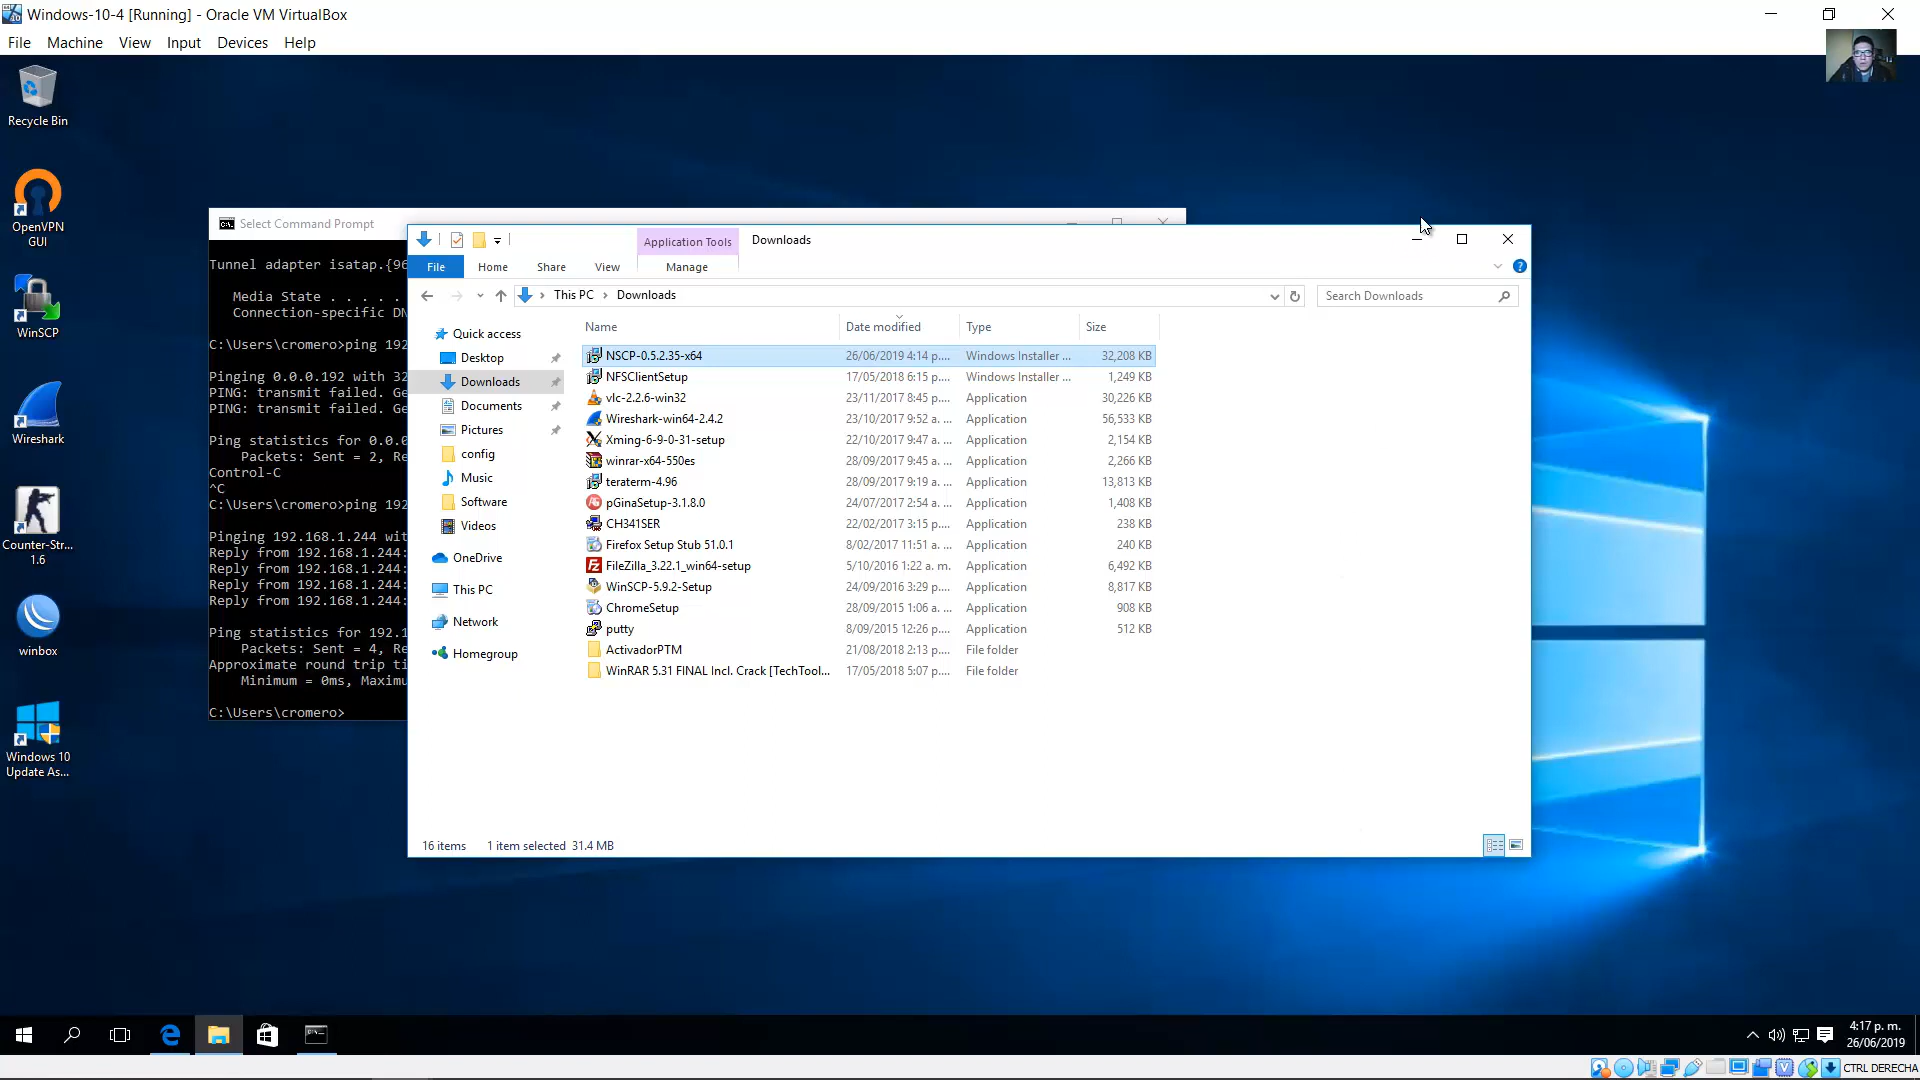 Windows-10-4 [Running] - Oracle VM VirtualBox
File Machine View Input Devices Help
Recycle Bin
OpenVPN
GUI
WinSCP
Wireshark
Counter-Str...
1.6
winbox
Windows 10
Update As...
Select Command Prompt
Tunnel adapter isatap.{96
Media State . . . . .
Connection-specific DN
C:\Users\cromero>ping 192
Pinging 0.0.0.192 with 32
PING: transmit failed. Ge
PING: transmit failed. Ge
Ping statistics for 0.0.0
Packets: Sent = 2, Re
Control-C
^C
C:\Users\cromero>ping 192
Pinging 192.168.1.244 wit
Reply from 192.168.1.244:
Reply from 192.168.1.244:
Reply from 192.168.1.244:
Reply from 192.168.1.244:
Ping statistics for 192.1
Packets: Sent = 4, Re
Approximate round trip ti
Minimum = 0ms, Maximu
C:\Users\cromero>
Application Tools Downloads
File Home Share View Manage
This PC Downloads
Search Downloads
Quick access
Desktop
Downloads
Documents
Pictures
config
Music
Software
Videos
OneDrive
This PC
Network
Homegroup
Name Date modified Type Size
NSCP-0.5.2.35-x64 26/06/2019 4:14 p.... Windows Installer ... 32,208 KB
NFSClientSetup 17/05/2018 6:15 p.... Windows Installer ... 1,249 KB
vlc-2.2.6-win32 23/11/2017 8:45 p.... Application 30,226 KB
Wireshark-win64-2.4.2 23/10/2017 9:52 a. ... Application 56,533 KB
Xming-6-9-0-31-setup 22/10/2017 9:47 a. ... Application 2,154 KB
winrar-x64-550es 28/09/2017 9:45 a. ... Application 2,266 KB
teraterm-4.96 28/09/2017 9:19 a. ... Application 13,813 KB
pGinaSetup-3.1.8.0 24/07/2017 2:54 a. ... Application 1,408 KB
CH341SER 22/02/2017 3:15 p.... Application 238 KB
Firefox Setup Stub 51.0.1 8/02/2017 11:51 a. ... Application 240 KB
FileZilla_3.22.1_win64-setup 5/10/2016 1:22 a. m. Application 6,492 KB
WinSCP-5.9.2-Setup 24/09/2016 3:29 p.... Application 8,817 KB
ChromeSetup 28/09/2015 1:06 a. ... Application 908 KB
putty 8/09/2015 12:26 p.... Application 512 KB
ActivadorPTM 21/08/2018 2:13 p.... File folder
WinRAR 5.31 FINAL Incl. Crack [TechTool... 17/05/2018 5:07 p.... File folder
16 items 1 item selected 31.4 MB
4:17 p. m.
26/06/2019
CTRL DERECHA